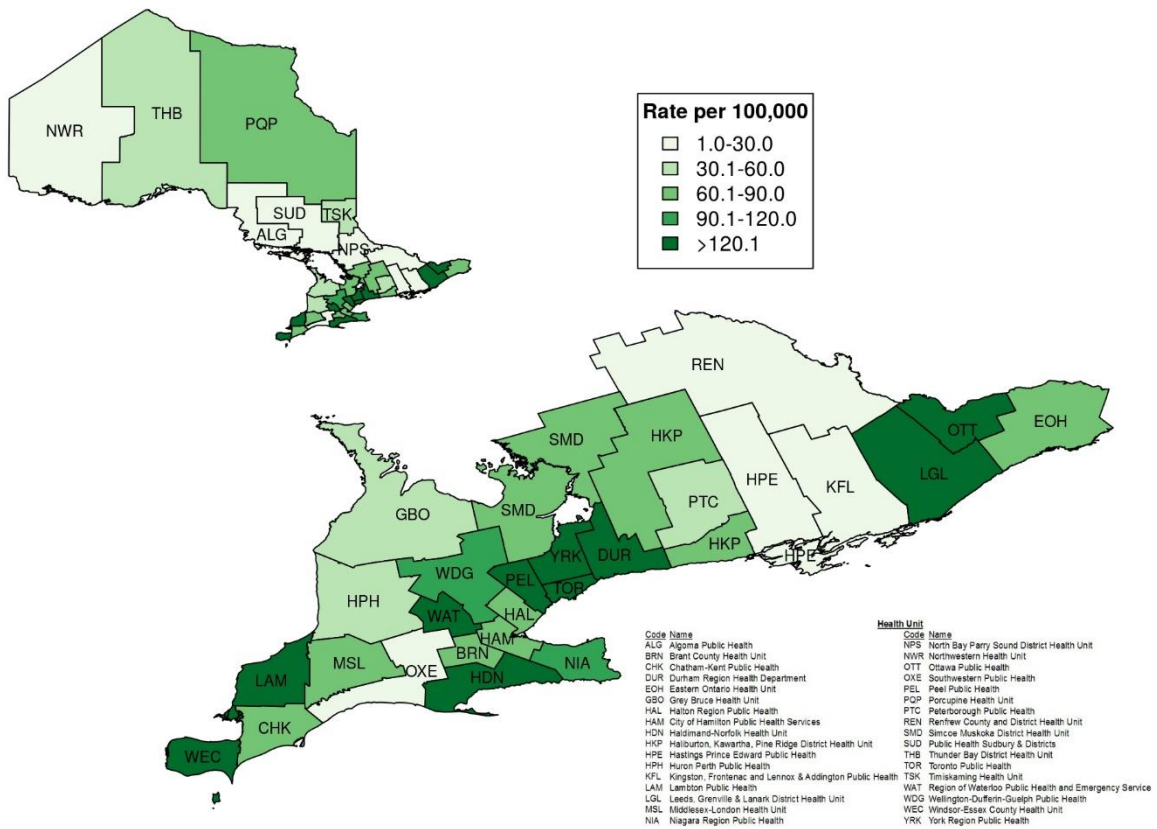 NWR
THB
PQP
SUD
TSK
ALG
NPS
Rate per 100,000
1.0-30.0
30.1-60.0
60.1-90.0
90.1-120.0
>120.1
REN
SMD
HKP
OTT
EOH
LGL
HPE
KFL
PTC
GBO
SMD
HKP
YRK
DUR
HPE
WDG
PEL
TOR
HPH
WAT
HAL
HAM
BRN
MSL
OXE
NIA
LAM
HDN
CHK
WEC
Health Unit
Code Name
ALG Algoma Public Health
BRN Brant County Health Unit
CHK Chatham-Kent Public Health
DUR Durham Region Health Department
EOH Eastern Ontario Health Unit
GBO Grey Bruce Health Unit
HAL Halton Region Public Health
HAM City of Hamilton Public Health Services
HDN Haldimand-Norfolk Health Unit
HKP Haliburton, Kawartha, Pine Ridge District Health Unit
HPE Hastings Prince Edward Public Health
HPH Huron Perth Public Health
KFL Kingston, Frontenac and Lennox & Addington Public Health
LAM Lambton Public Health
LGL Leeds, Grenville & Lanark District Health Unit
MSL Middlesex-London Health Unit
NIA Niagara Region Public Health
Code Name
NPS North Bay Parry Sound District Health Unit
NWR Northwestern Health Unit
OTT Ottawa Public Health
OXE Southwestern Public Health
PEL Peel Public Health
PQP Porcupine Health Unit
PTC Peterborough Public Health
REN Renfrew County and District Health Unit
SMD Simcoe Muskoka District Health Unit
SUD Public Health Sudbury & Districts
THB Thunder Bay District Health Unit
TOR Toronto Public Health
TSK Timiskaming Health Unit
WAT Region of Waterloo Public Health and Emergency Service
WDG Wellington-Dufferin-Guelph Public Health
WEC Windsor-Essex County Health Unit
YRK York Region Public Health